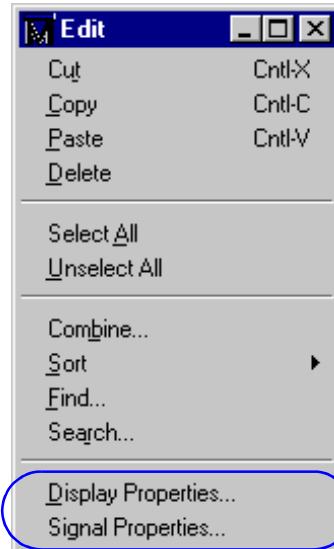 Edit
Cut Cntl-X
Copy Cntl-C
Paste Cntl-V
Delete
Select All
Unselect All
Combine...
Sort
Find...
Search...
Display Properties...
Signal Properties...